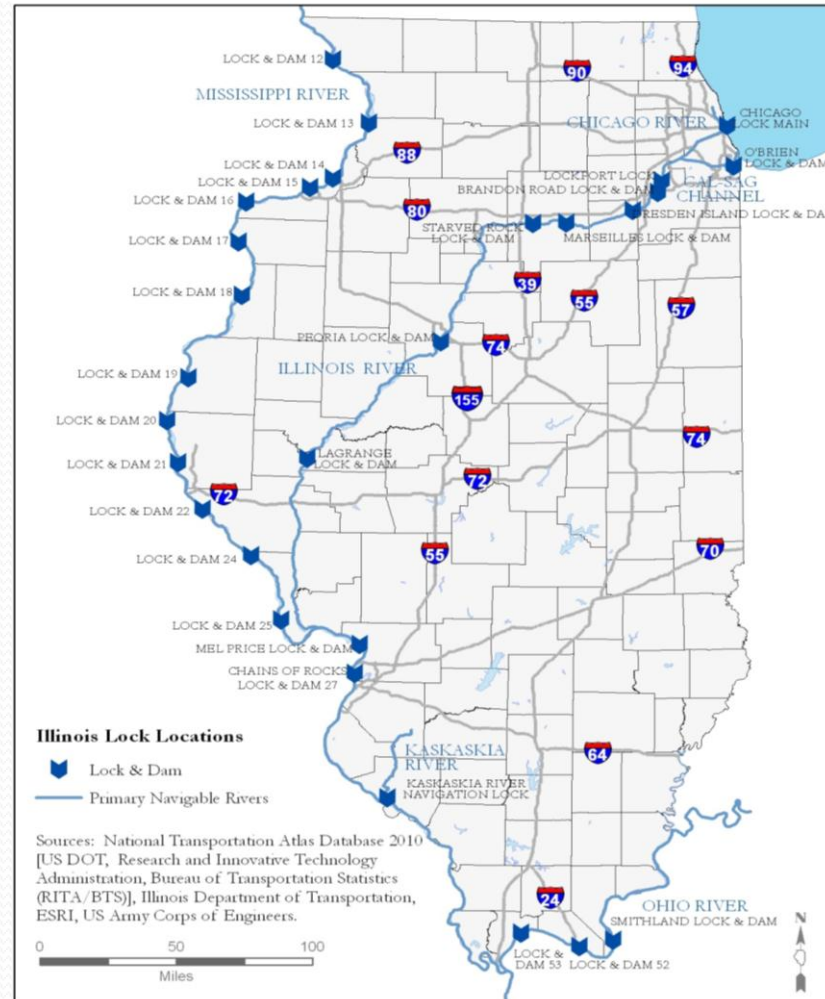 LOCK & DAM 12
90
94
MISSISSIPPI RIVER
CHICAGO
LOCK MAIN
LOCK & DAM 13
CHICAGO RIVER
88
O'BRIEN
LOCK & DAM
LOCK & DAM 14
LOCK & DAM 15
LOCKPORT LOCK
BRANDON ROAD LOCK & DAM
CAL-SAG
CHANNEL
LOCK & DAM 16
80
DRESDEN ISLAND LOCK & DA
STARVED ROCK
LOCK & DAM
MARSEILLES LOCK & DAM
LOCK & DAM 17
39
LOCK & DAM 18
55
57
PEORIA LOCK & DAM
74
ILLINOIS RIVER
LOCK & DAM 19
155
LOCK & DAM 20
74
LAGRANGE
LOCK & DAM
LOCK & DAM 21
72
72
LOCK & DAM 22
55
70
LOCK & DAM 24
LOCK & DAM 25
MEL PRICE LOCK & DAM
CHAINS OF ROCKS
LOCK & DAM 27
Illinois Lock Locations
Lock & Dam
Primary Navigable Rivers
KASKASKIA
RIVER
64
KASKASKIA RIVER
NAVIGATION LOCK
Sources: National Transportation Atlas Database 2010
[US DOT, Research and Innovative Technology
Administration, Bureau of Transportation Statistics
(RITA/BTS)], Illinois Department of Transportation,
ESRI, US Army Corps of Engineers.
24
OHIO RIVER
SMITHLAND LOCK & DAM
LOCK &
DAM 53
LOCK & DAM 52
N
0 50 100
Miles